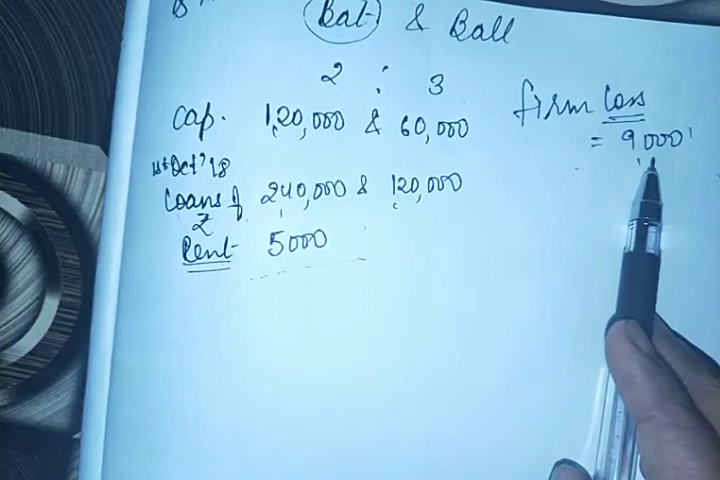 Bat & Ball
2 : 3
Cap. 1,20,000 & 60,000
1st Oct' 18
Loans of 240,000 & 120,000
Rent 5000
firm Loss
= 9000